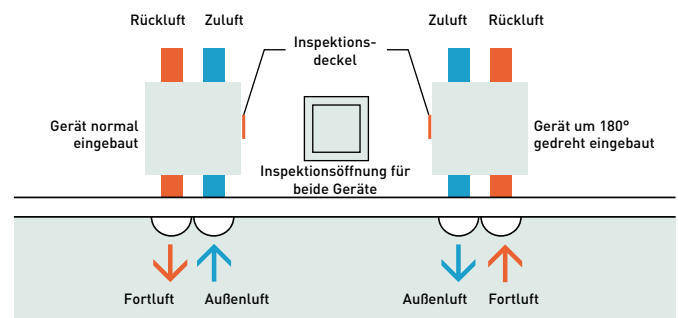 Rückluft Zuluft
Zuluft Rückluft
Inspektions-
deckel
Gerät normal
eingebaut
Gerät um 180°
gedreht eingebaut
Inspektionsöffnung für
beide Geräte
Fortluft Außenluft
Außenluft Fortluft